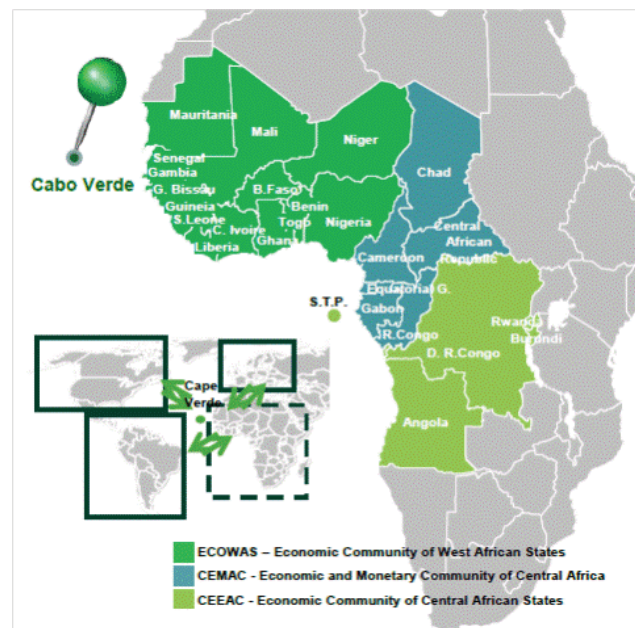 Mauritania
Mali
Niger
Chad
Cabo Verde
Senegal
Gambia
G. Bissau
B.Faso
Guineia
Benin
S.Leone
Togo
Nigeria
C. Ivoire
Ghana
Liberia
Central
African
Republic
Cameroon
Equatorial G.
S.T.P.
Gabon
R.Congo
Rwanda
Burundi
D. R.Congo
Cape
Verde
Angola
ECOWAS – Economic Community of West African States
CEMAC - Economic and Monetary Community of Central Africa
CEEAC - Economic Community of Central African States